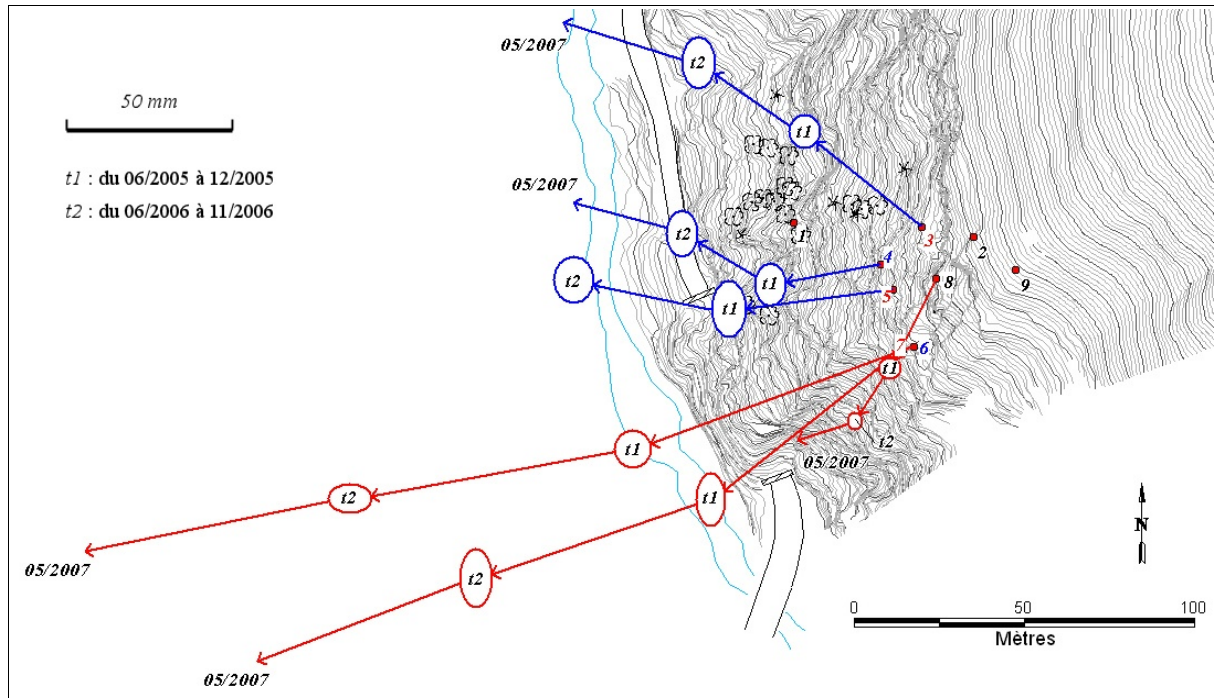 05/2007
t2
50 mm
t1
t1 : du 06/2005 à 12/2005
t2 : du 06/2006 à 11/2006
05/2007
t2
1
3
2
4
t1
9
t2
5
8
t1
7
6
t1
t1
t2
05/2007
t2
t1
N
05/2007
t2
0 50 100
Mètres
05/2007